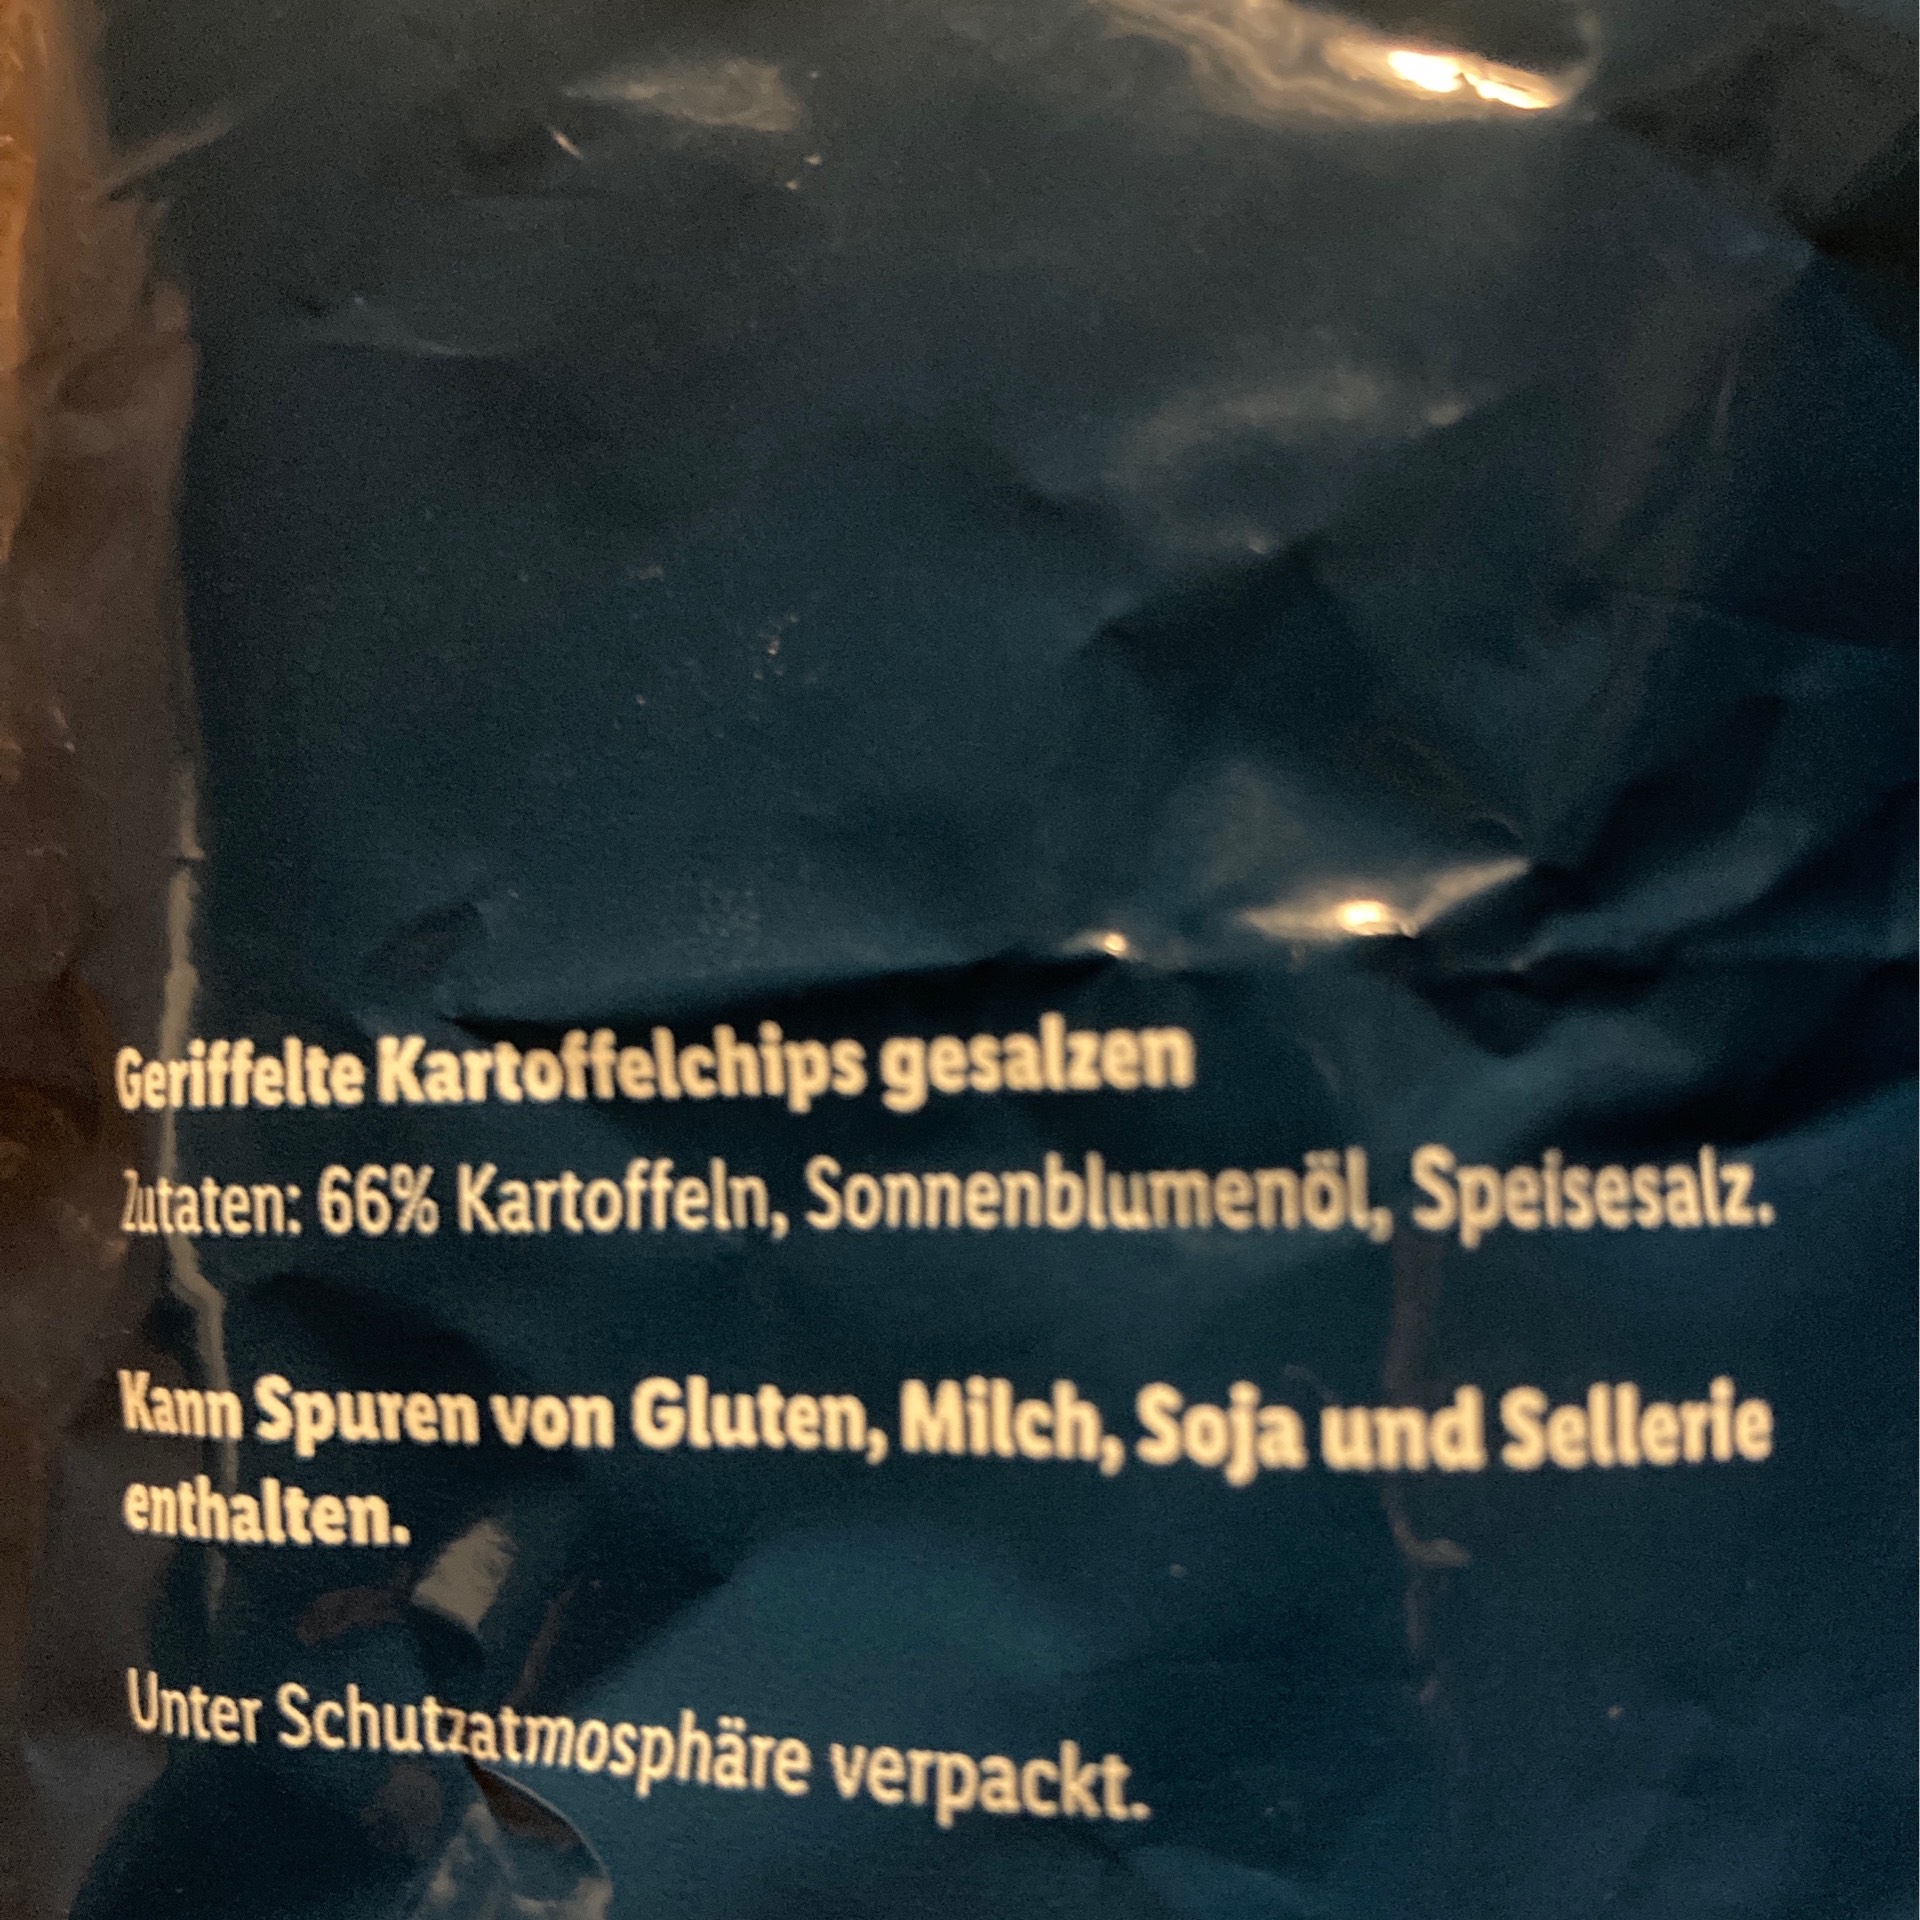 Geriffelte Kartoffelchips gesalzen
Zutaten: 66% Kartoffeln, Sonnenblumenöl, Speisesalz.
Kann Spuren von Gluten, Milch, Soja und Sellerie
enthalten.
Unter Schutzatmosphäre verpackt.